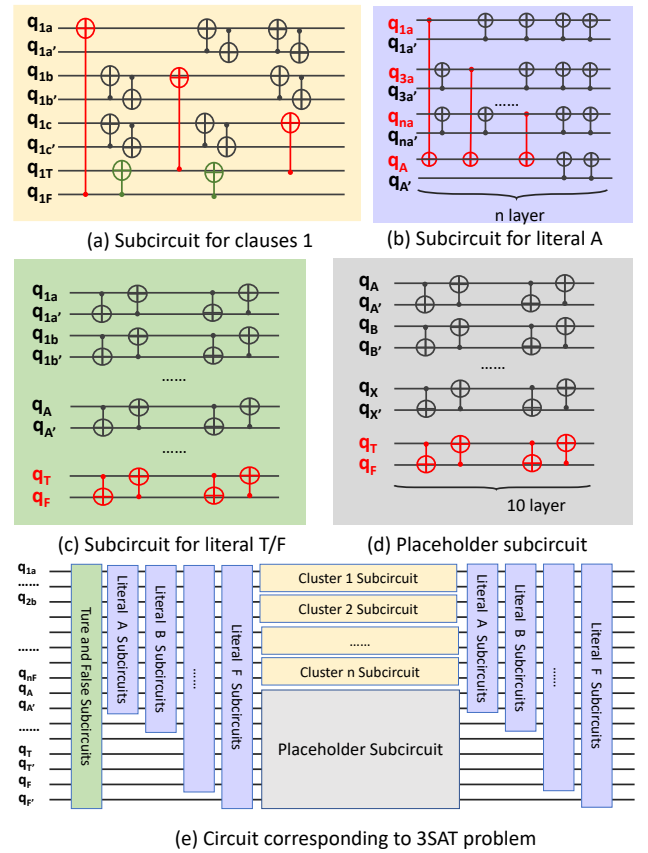 q1a
q1a'
q1b
q1b'
q1c
q1c'
q1T
q1F
(a) Subcircuit for clauses 1
q1a
q1a'
q3a
q3a'
......
qna
qna'
qA
qA'
n layer
(b) Subcircuit for literal A
q1a
q1a'
q1b
q1b'
......
qA
qA'
......
qT
qF
(c) Subcircuit for literal T/F
qA
qA'
qB
qB'
......
qX
qX'
qT
qF
10 layer
(d) Placeholder subcircuit
q1a
......
q2b
......
qnF
qA
qA'
......
qT
qT'
qF
qF'
Ture and False Subcircuits
Literal A Subcircuits
Literal B Subcircuits
......
Literal F Subcircuits
Cluster 1 Subcircuit
Cluster 2 Subcircuit
......
Cluster n Subcircuit
Placeholder Subcircuit
Literal A Subcircuits
Literal B Subcircuits
......
Literal F Subcircuits
(e) Circuit corresponding to 3SAT problem